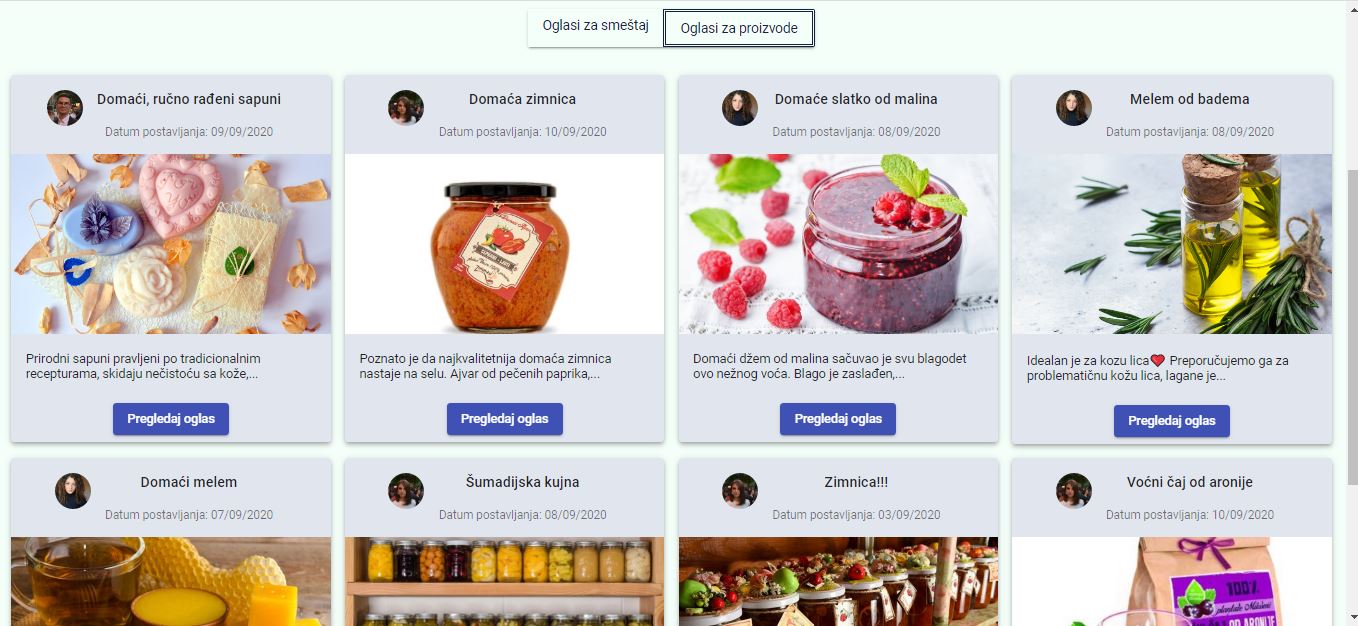 Oglasi za smeštaj
Oglasi za proizvode
Domaći, ručno rađeni sapuni
Datum postavljanja: 09/09/2020
Prirodni sapuni pravljeni po tradicionalnim
recepturama, skidaju nečistoću sa kože,...
Pregledaj oglas
Domaća zimnica
Datum postavljanja: 10/09/2020
Poznato je da najkvalitetnija domaća zimnica
nastaje na selu. Ajvar od pečenih paprika,...
Pregledaj oglas
Domaće slatko od malina
Datum postavljanja: 08/09/2020
Domaći džem od malina sačuvao je svu blagodet
ovo nežnog voća. Blago je zaslađen,...
Pregledaj oglas
Melem od badema
Datum postavljanja: 08/09/2020
Idealan je za kozu lica❤️ Preporučujemo ga za
problematičnu kožu lica, lagane je...
Pregledaj oglas
Domaći melem
Datum postavljanja: 07/09/2020
Šumadijska kujna
Datum postavljanja: 08/09/2020
Zimnica!!!
Datum postavljanja: 03/09/2020
Voćni čaj od aronije
Datum postavljanja: 10/09/2020
100%
OD ARONIJE